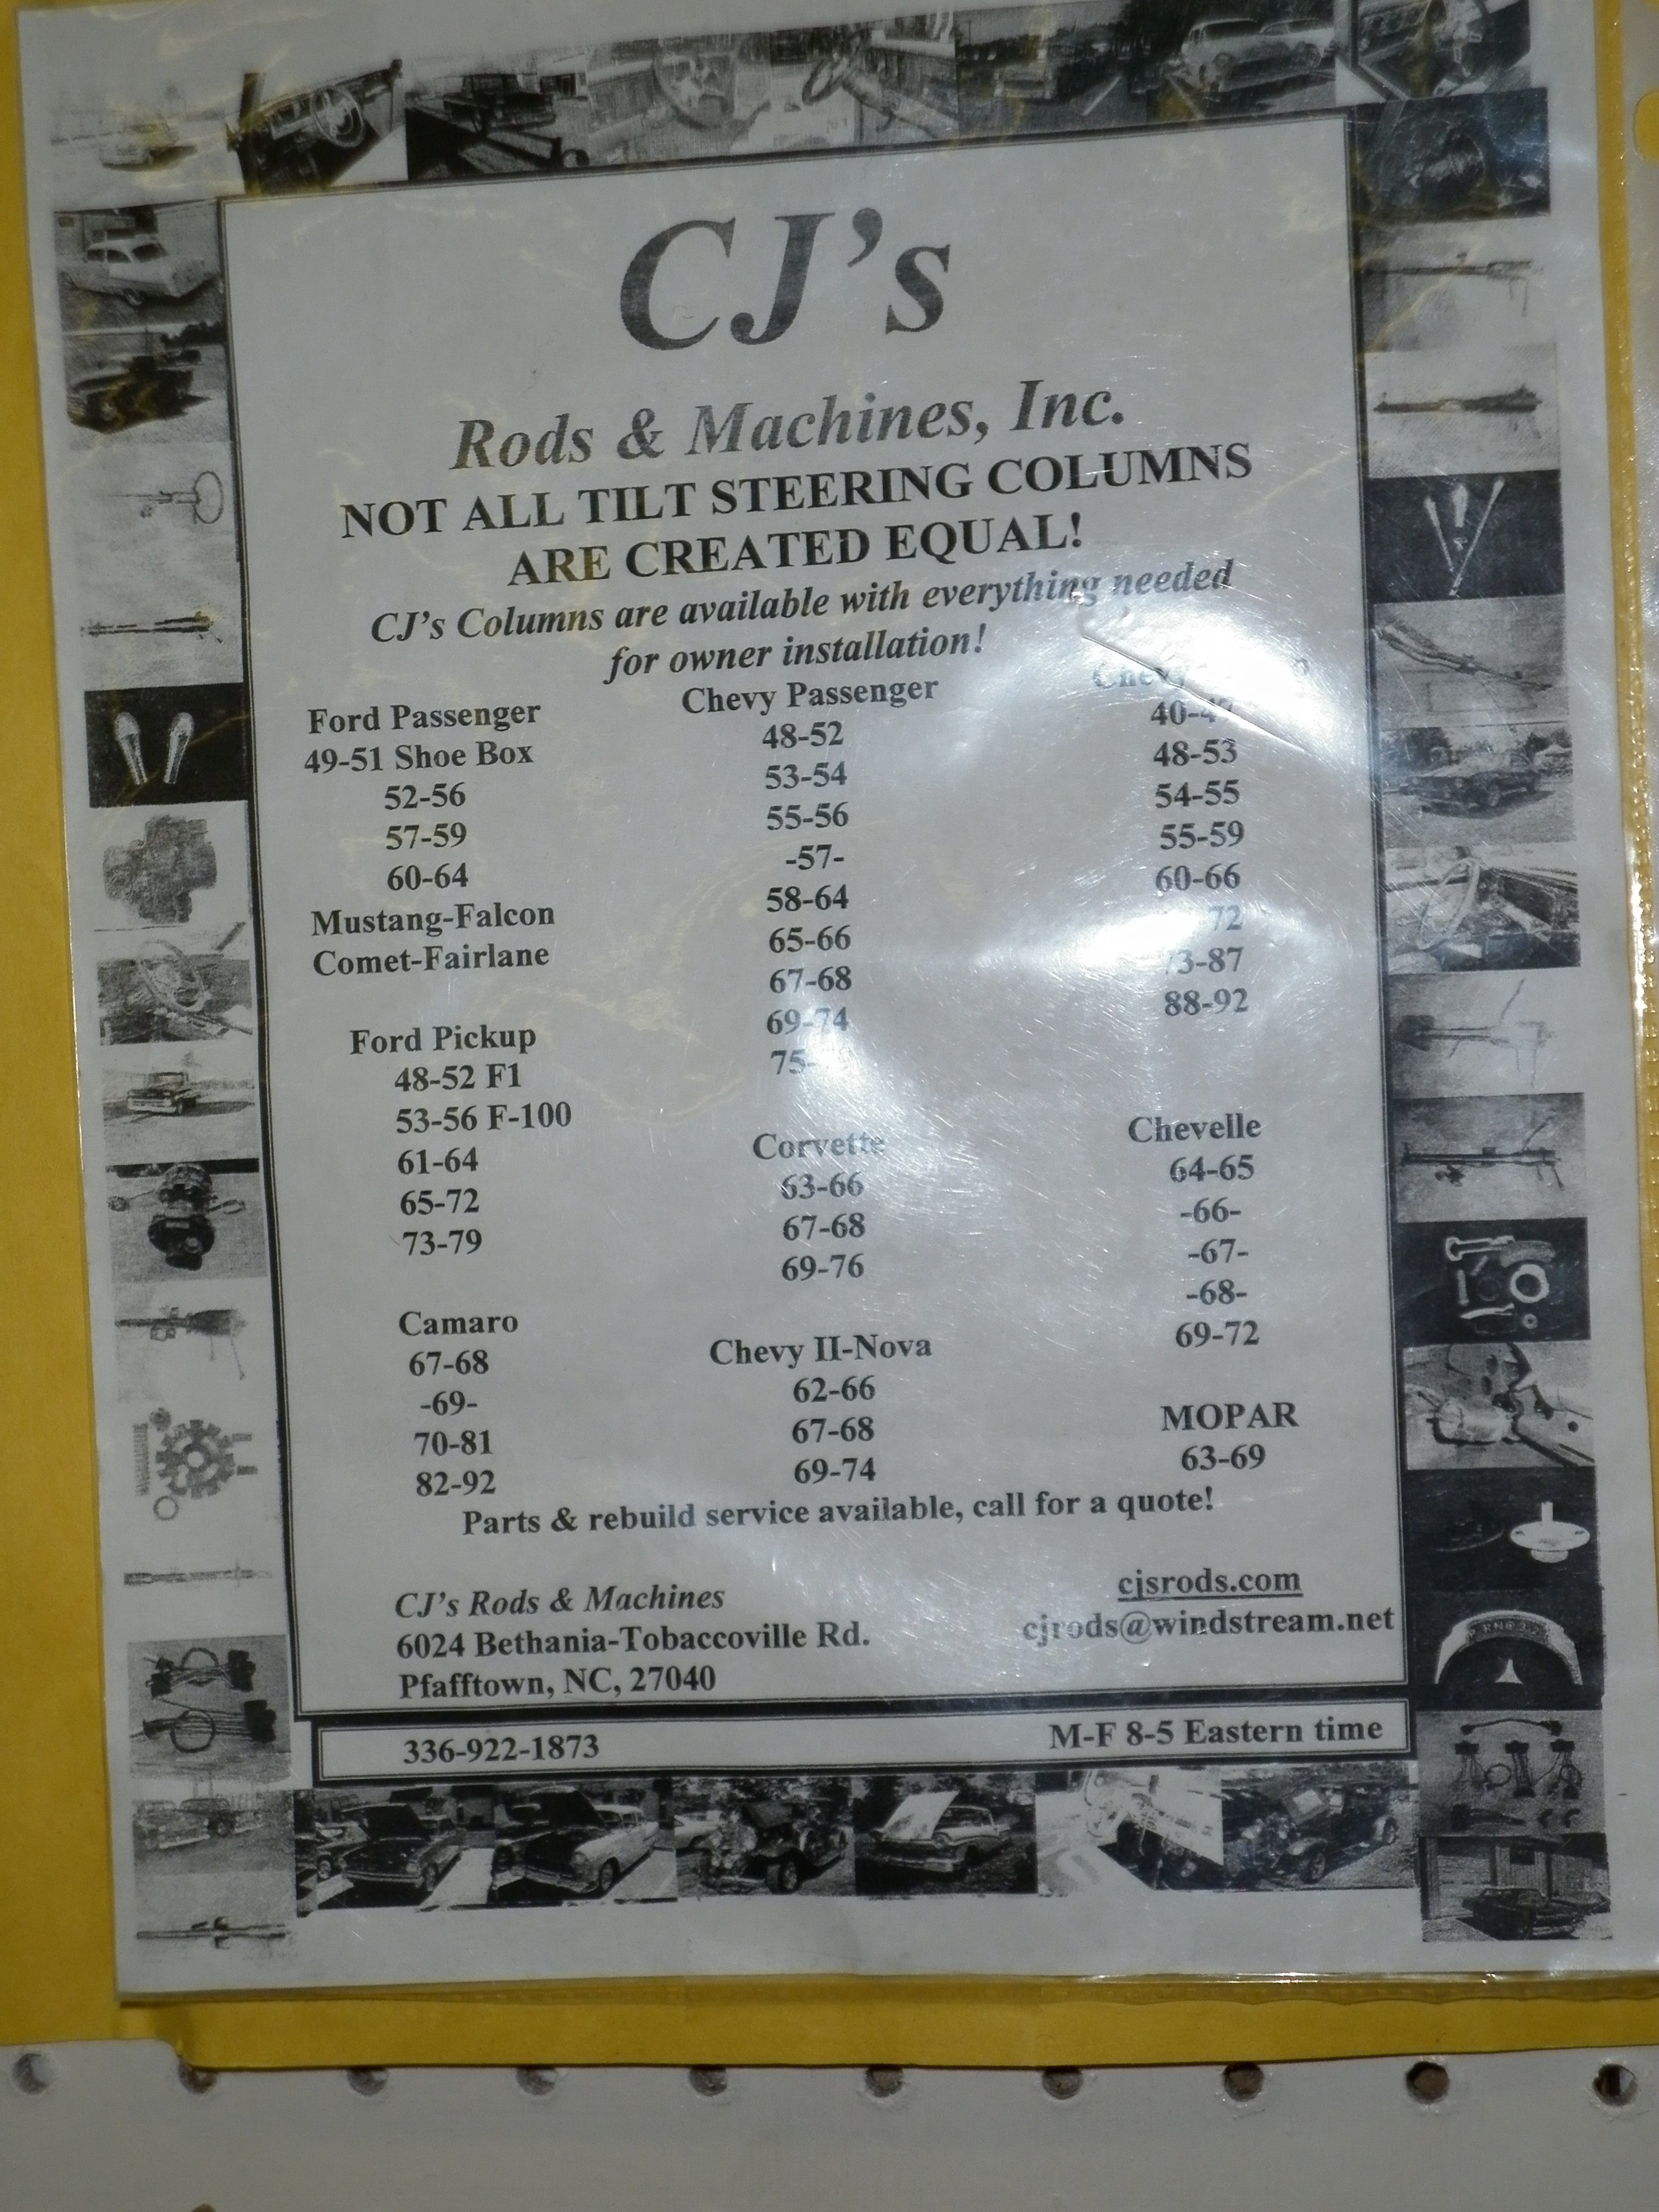 CJ's
Rods & Machines, Inc.
NOT ALL TILT STEERING COLUMNS
ARE CREATED EQUAL!
CJ's Columns are available with everything needed
for owner installation!
Ford Passenger
49-51 Shoe Box
52-56
57-59
60-64
Mustang-Falcon
Comet-Fairlane
Ford Pickup
48-52 F1
53-56 F-100
61-64
65-72
73-79
Camaro
67-68
-69-
70-81
82-92
Chevy Passenger
48-52
53-54
55-56
-57-
58-64
65-66
67-68
69-74
75-
Corvette
63-66
67-68
69-76
Chevy II-Nova
62-66
67-68
69-74
Chevy
40-47
48-53
54-55
55-59
60-66
72
73-87
88-92
Chevelle
64-65
-66-
-67-
-68-
69-72
MOPAR
63-69
Parts & rebuild service available, call for a quote!
CJ's Rods & Machines
6024 Bethania-Tobaccoville Rd.
Pfafftown, NC, 27040
cjsrods.com
cjrods@windstream.net
336-922-1873
M-F 8-5 Eastern time